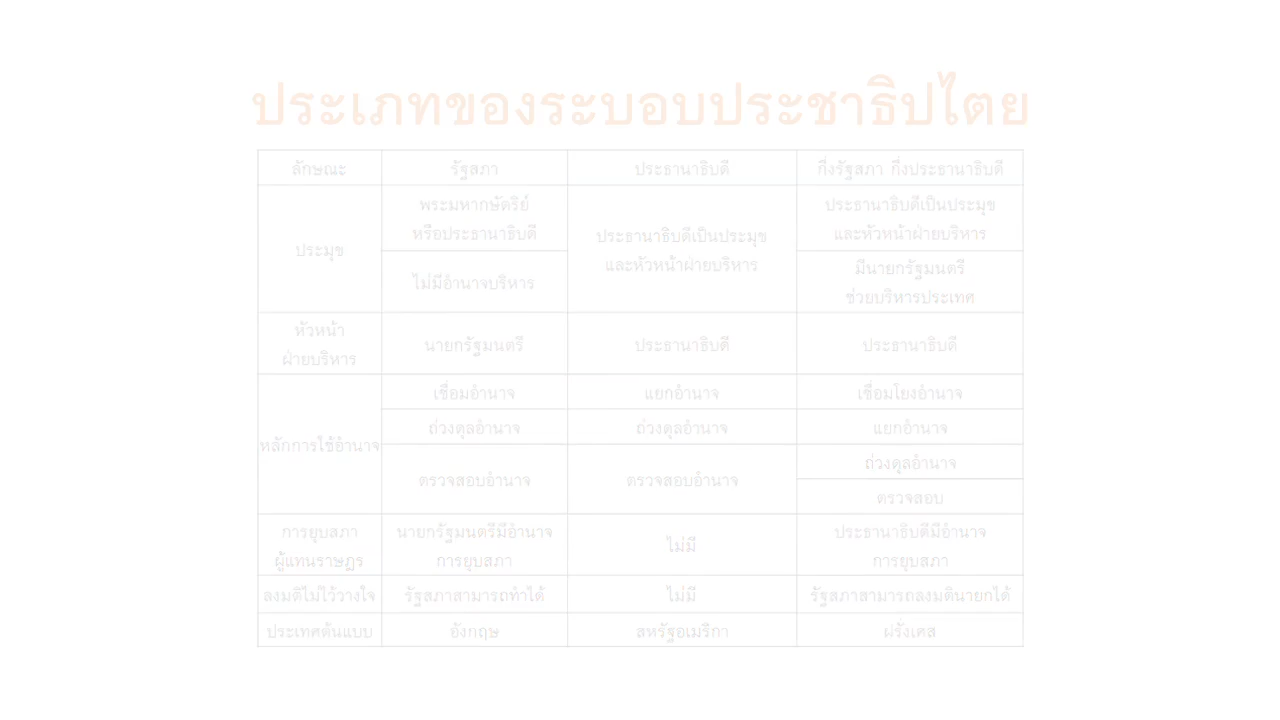 ประเภทของระบอบประชาธิปไตย
ลักษณะ รัฐสภา ประธานาธิบดี กึ่งรัฐสภา กึ่งประธานาธิบดี
ประมุข
พระมหากษัตริย์
หรือประธานาธิบดี
ไม่มีอำนาจบริหาร
ประธานาธิบดีเป็นประมุข
และหัวหน้าฝ่ายบริหาร
ประธานาธิบดีเป็นประมุข
และหัวหน้าฝ่ายบริหาร
มีนายกรัฐมนตรี
ช่วยบริหารประเทศ
หัวหน้า
ฝ่ายบริหาร
นายกรัฐมนตรี
ประธานาธิบดี
ประธานาธิบดี
หลักการใช้อำนาจ
เชื่อมอำนาจ
ถ่วงดุลอำนาจ
ตรวจสอบอำนาจ
แยกอำนาจ
ถ่วงดุลอำนาจ
ตรวจสอบอำนาจ
เชื่อมโยงอำนาจ
แยกอำนาจ
ถ่วงดุลอำนาจ
ตรวจสอบ
การยุบสภา
ผู้แทนราษฎร
นายกรัฐมนตรีมีอำนาจ
การยุบสภา
ไม่มี
ประธานาธิบดีมีอำนาจ
การยุบสภา
ลงมติไม่ไว้วางใจ รัฐสภาสามารถทำได้ ไม่มี รัฐสภาสามารถลงมตินายกได้
ประเทศต้นแบบ อังกฤษ สหรัฐอเมริกา ฝรั่งเศส